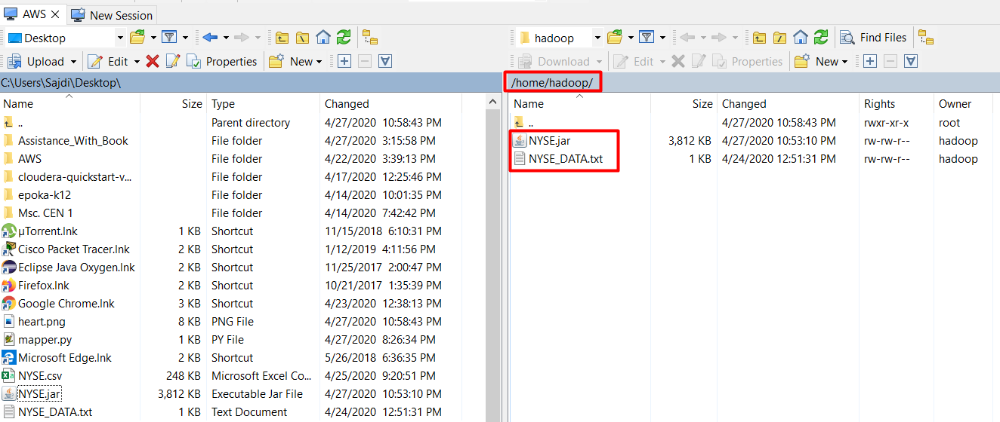 AWS × New Session
Desktop hadoop Find Files
Upload Edit Properties New Download Edit Properties New
C:\Users\Sajdi\Desktop\ /home/hadoop/
Name Size Type Changed Name Size Changed Rights Owner
.. Parent directory 4/27/2020 10:58:43 PM .. 4/27/2020 10:58:43 PM rwxr-xr-x root
Assistance_With_Book File folder 4/27/2020 3:15:58 PM NYSE.jar 3,812 KB 4/27/2020 10:53:10 PM rw-rw-r-- hadoop
AWS File folder 4/22/2020 3:39:13 PM NYSE_DATA.txt 1 KB 4/24/2020 12:51:31 PM rw-rw-r-- hadoop
cloudera-quickstart-v... File folder 4/17/2020 12:25:46 PM
epoka-k12 File folder 4/14/2020 10:01:35 PM
Msc. CEN 1 File folder 4/14/2020 7:42:42 PM
µTorrent.lnk 1 KB Shortcut 11/15/2018 6:10:31 PM
Cisco Packet Tracer.lnk 2 KB Shortcut 1/12/2019 4:11:56 PM
Eclipse Java Oxygen.lnk 2 KB Shortcut 11/25/2017 2:00:47 PM
Firefox.lnk 2 KB Shortcut 10/21/2017 1:35:39 PM
Google Chrome.lnk 3 KB Shortcut 4/23/2020 12:38:13 PM
heart.png 8 KB PNG File 4/27/2020 10:58:43 PM
mapper.py 1 KB PY File 4/27/2020 8:26:34 PM
Microsoft Edge.lnk 2 KB Shortcut 5/26/2018 6:36:35 PM
NYSE.csv 248 KB Microsoft Excel Co... 4/25/2020 9:20:51 PM
NYSE.jar 3,812 KB Executable Jar File 4/27/2020 10:53:10 PM
NYSE_DATA.txt 1 KB Text Document 4/24/2020 12:51:31 PM